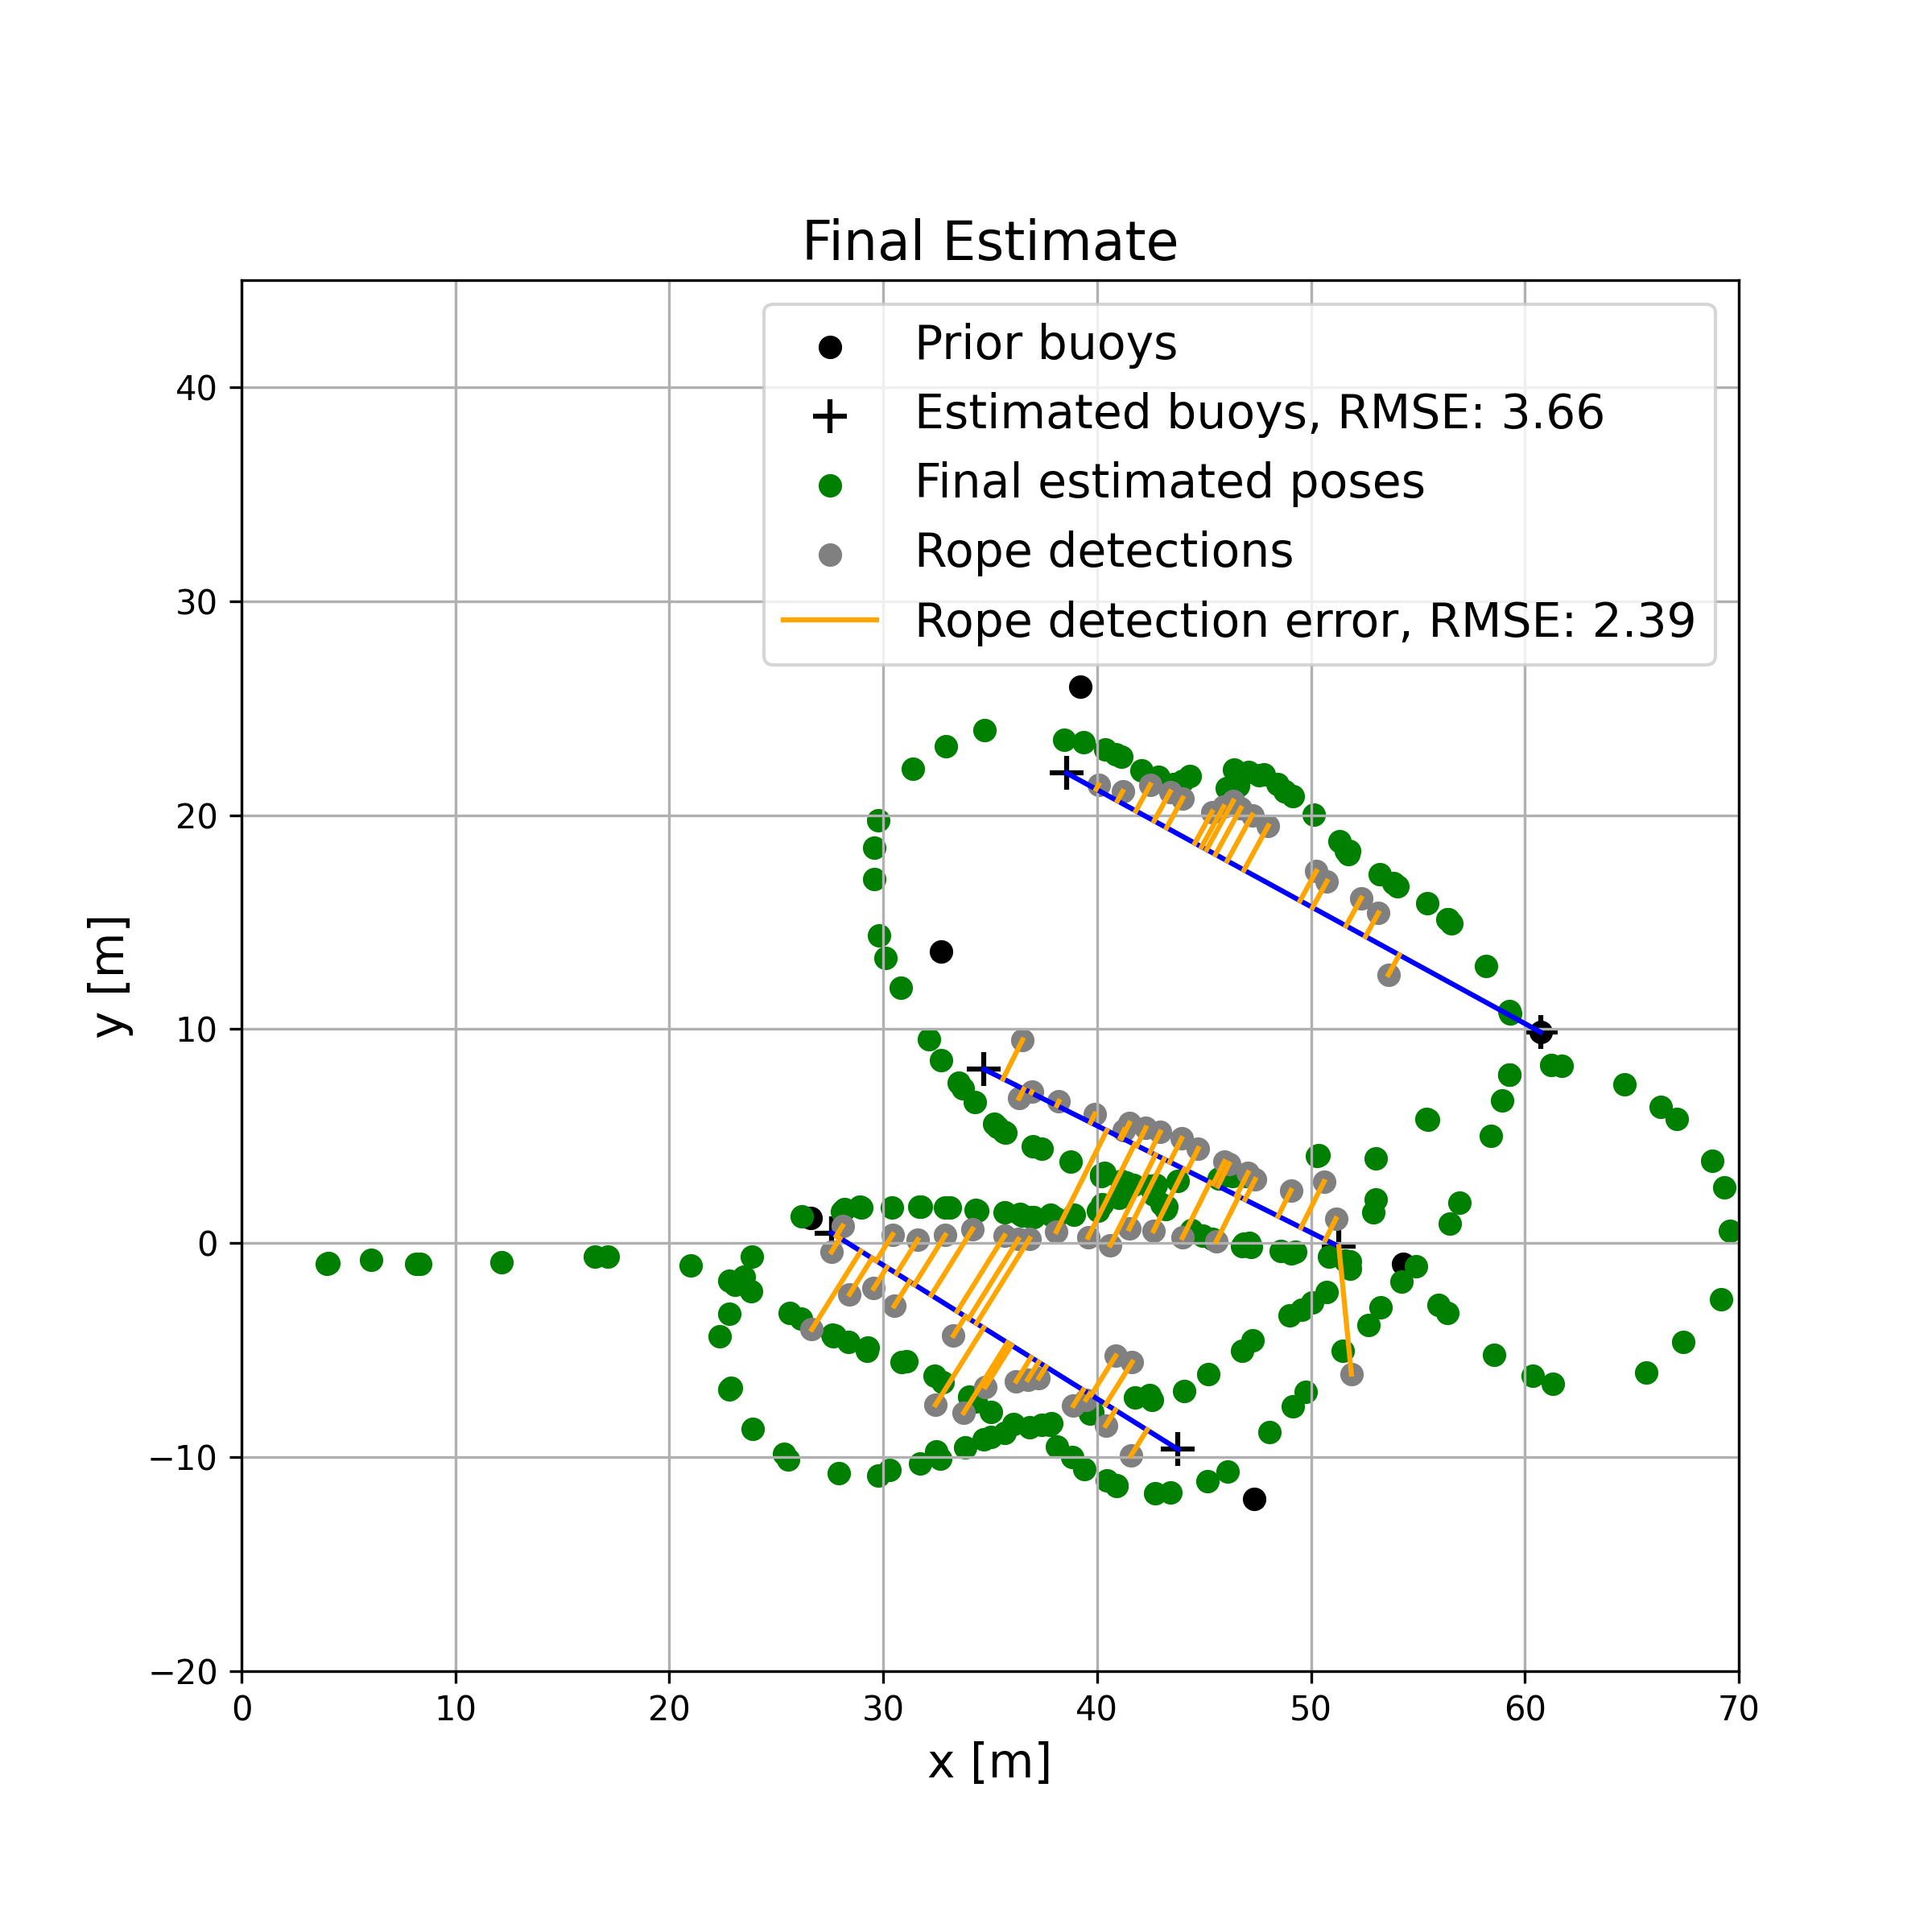 Final Estimate
Prior buoys
Estimated buoys, RMSE: 3.66
Final estimated poses
Rope detections
Rope detection error, RMSE: 2.39
40
30
20
10
0
−10
−20
y [m]
0 10 20 30 40 50 60 70
x [m]